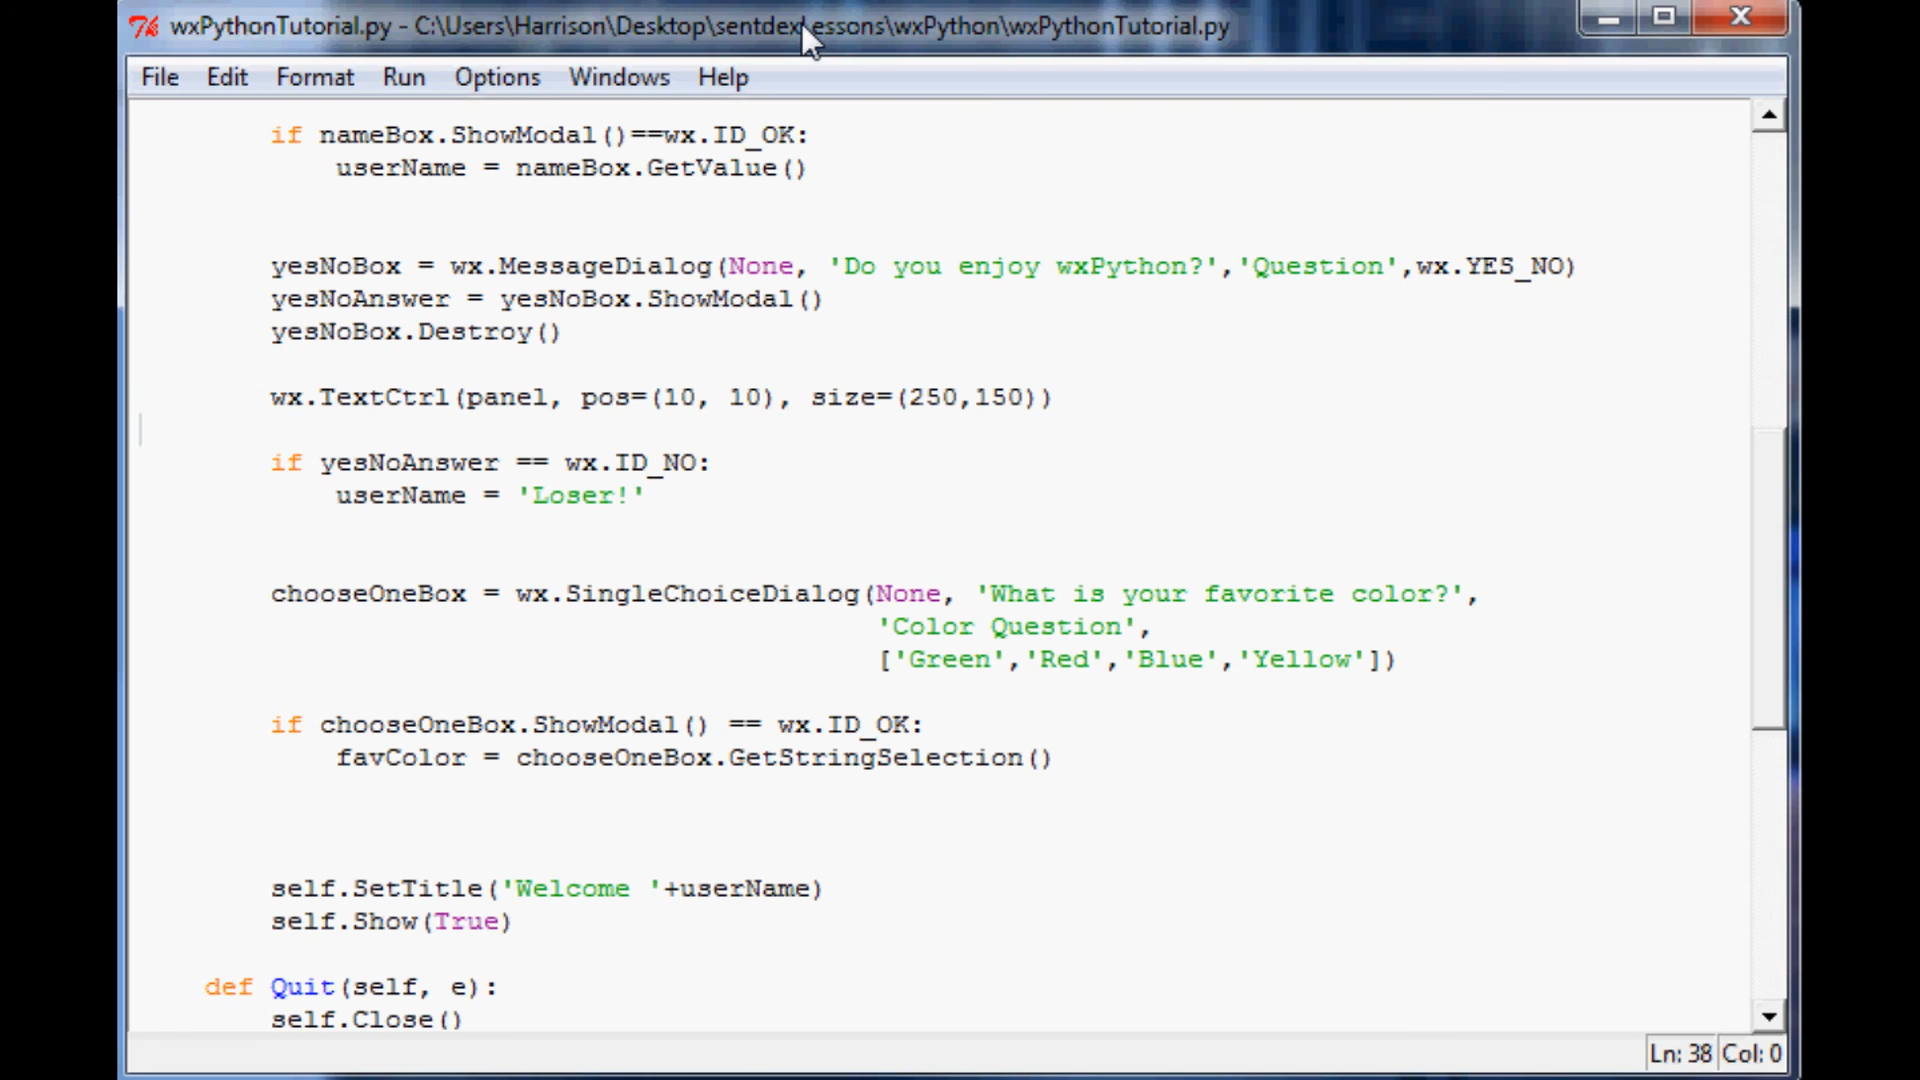 wxPythonTutorial.py - C:\Users\Harrison\Desktop\sentdexLessons\wxPython\wxPythonTutorial.py
File Edit Format Run Options Windows Help
if nameBox.ShowModal()==wx.ID_OK:
userName = nameBox.GetValue()
yesNoBox = wx.MessageDialog(None, 'Do you enjoy wxPython?','Question',wx.YES_NO)
yesNoAnswer = yesNoBox.ShowModal()
yesNoBox.Destroy()
wx.TextCtrl(panel, pos=(10, 10), size=(250,150))
if yesNoAnswer == wx.ID_NO:
userName = 'Loser!'
chooseOneBox = wx.SingleChoiceDialog(None, 'What is your favorite color?',
'Color Question',
['Green','Red','Blue','Yellow'])
if chooseOneBox.ShowModal() == wx.ID_OK:
favColor = chooseOneBox.GetStringSelection()
self.SetTitle('Welcome '+userName)
self.Show(True)
def Quit(self, e):
self.Close()
Ln: 38 Col: 0